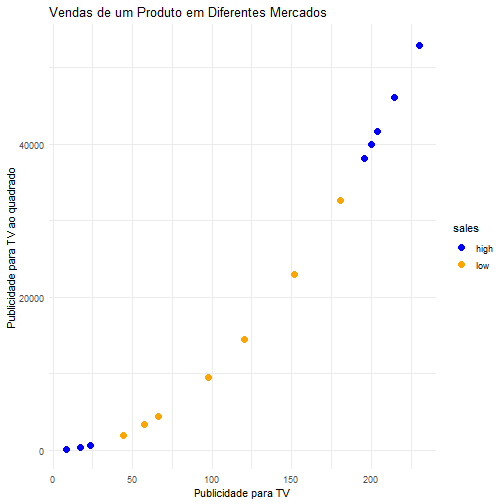 Vendas de um Produto em Diferentes Mercados
Publicidade para TV ao quadrado
40000
20000
0
0 50 100 150 200
Publicidade para TV
sales
high
low